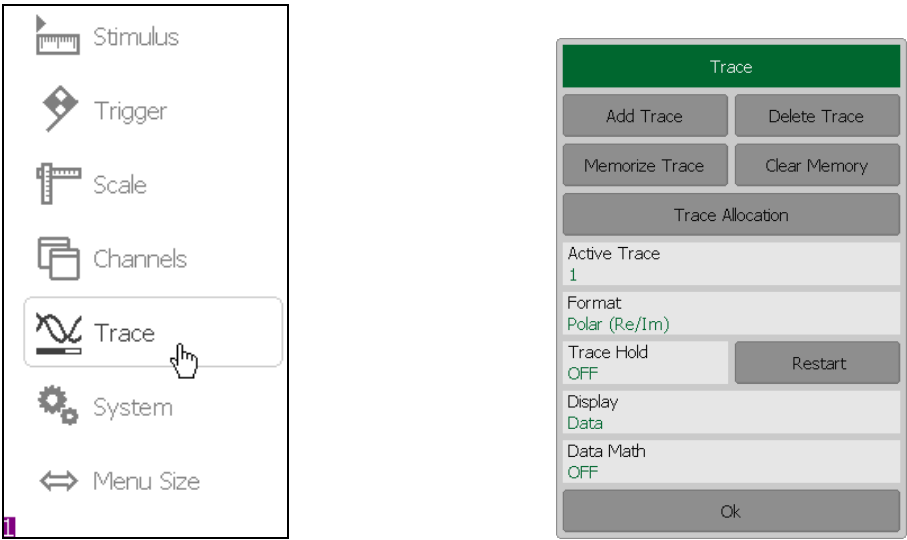 Stimulus
Trigger
Scale
Channels
Trace
System
Menu Size
1
Trace
Add Trace
Delete Trace
Memorize Trace
Clear Memory
Trace Allocation
Active Trace
1
Format
Polar (Re/Im)
Trace Hold
OFF
Restart
Display
Data
Data Math
OFF
Ok